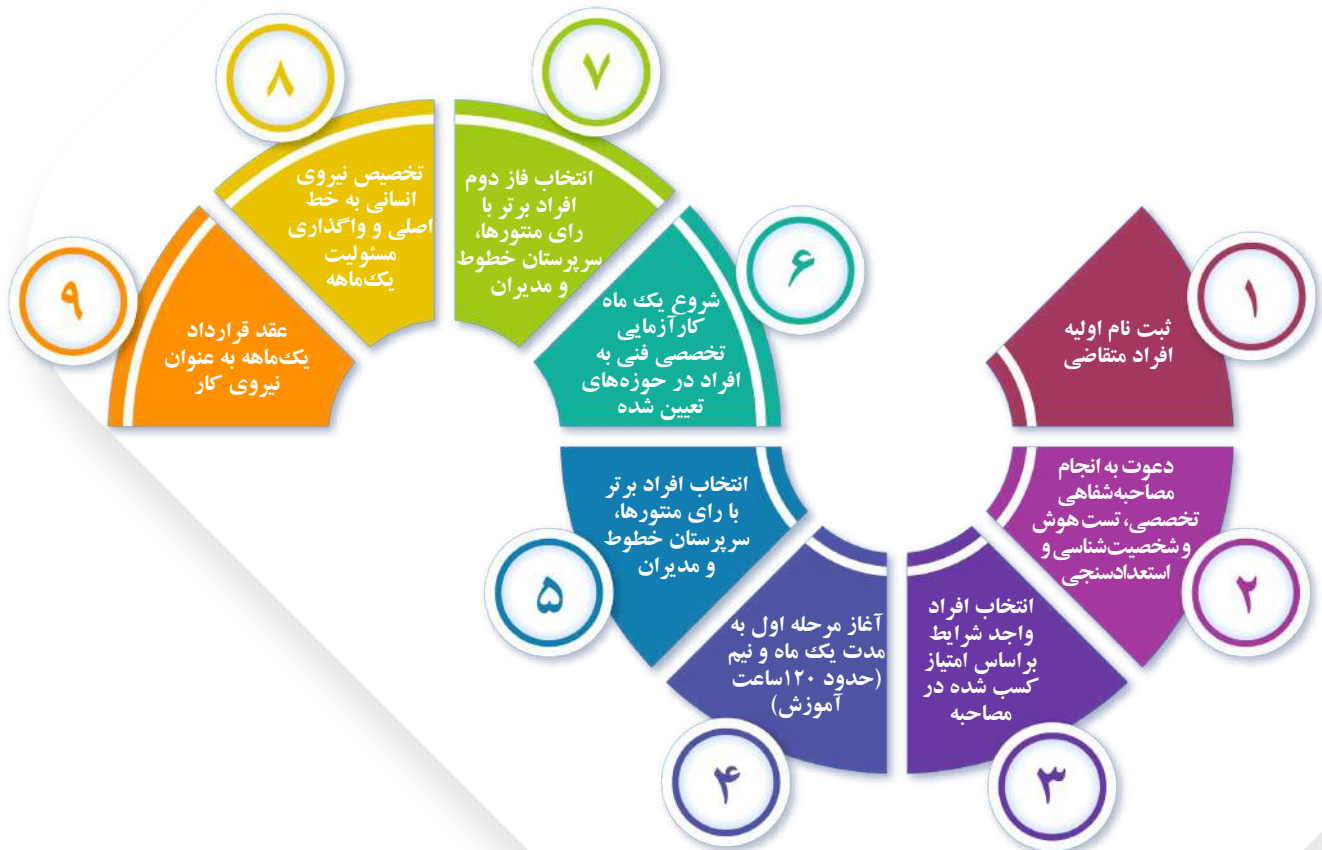 ۱
ثبت نام اولیه
افراد متقاضی
۲
دعوت به انجام
مصاحبه‌شفاهی
تخصصی، تست هوش
و شخصیت‌شناسی و
استعدادسنجی
۳
انتخاب افراد
واجد شرایط
براساس امتیاز
کسب شده در
مصاحبه
۴
آغاز مرحله اول به
مدت یک ماه و نیم
(حدود ۱۲۰ساعت
آموزش)
۵
انتخاب افراد برتر
با رای منتورها،
سرپرستان خطوط
و مدیران
۶
شروع یک ماه
کارآزمایی
تخصصی فنی به
افراد در حوزه‌های
تعیین شده
۷
انتخاب فاز دوم
افراد برتر با
رای منتورها،
سرپرستان خطوط
و مدیران
۸
تخصیص نیروی
انسانی به خط
اصلی و واگذاری
مسئولیت
یک‌ماهه
۹
عقد قرارداد
یک‌ماهه به عنوان
نیروی کار